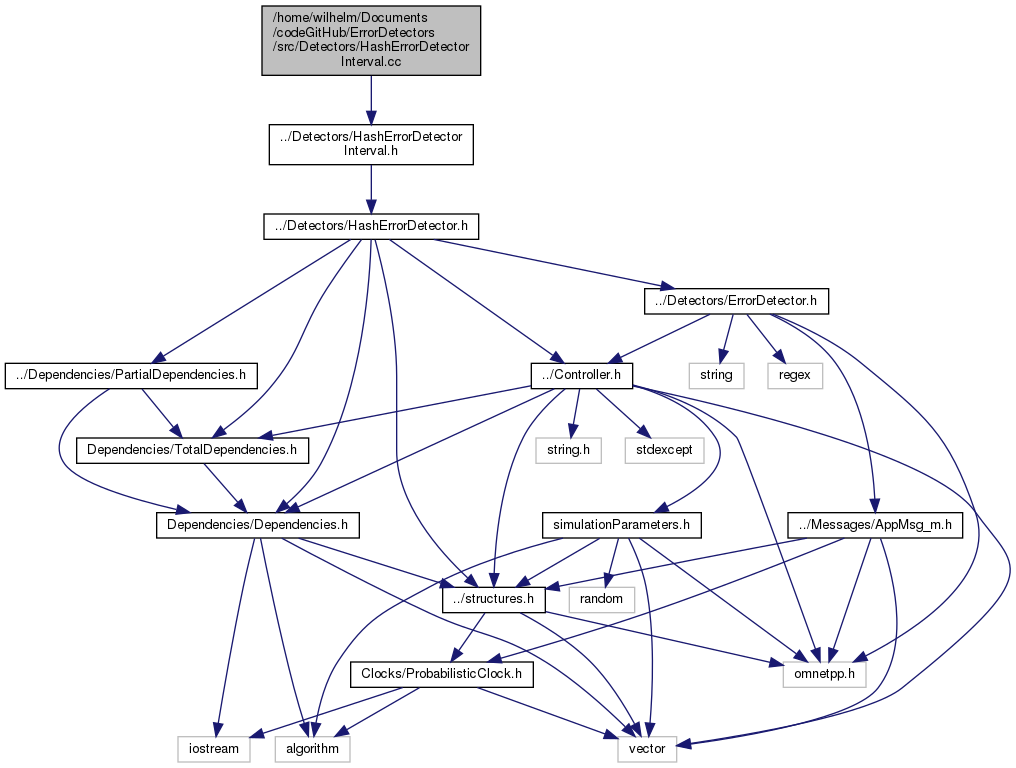 /home/wilhelm/Documents
/codeGitHub/ErrorDetectors
/src/Detectors/HashErrorDetector
Interval.cc
../Detectors/HashErrorDetector
Interval.h
../Detectors/HashErrorDetector.h
../Detectors/ErrorDetector.h
../Dependencies/PartialDependencies.h
../Controller.h
string
regex
Dependencies/TotalDependencies.h
string.h
stdexcept
Dependencies/Dependencies.h
simulationParameters.h
../Messages/AppMsg_m.h
../structures.h
random
Clocks/ProbabilisticClock.h
omnetpp.h
iostream
algorithm
vector